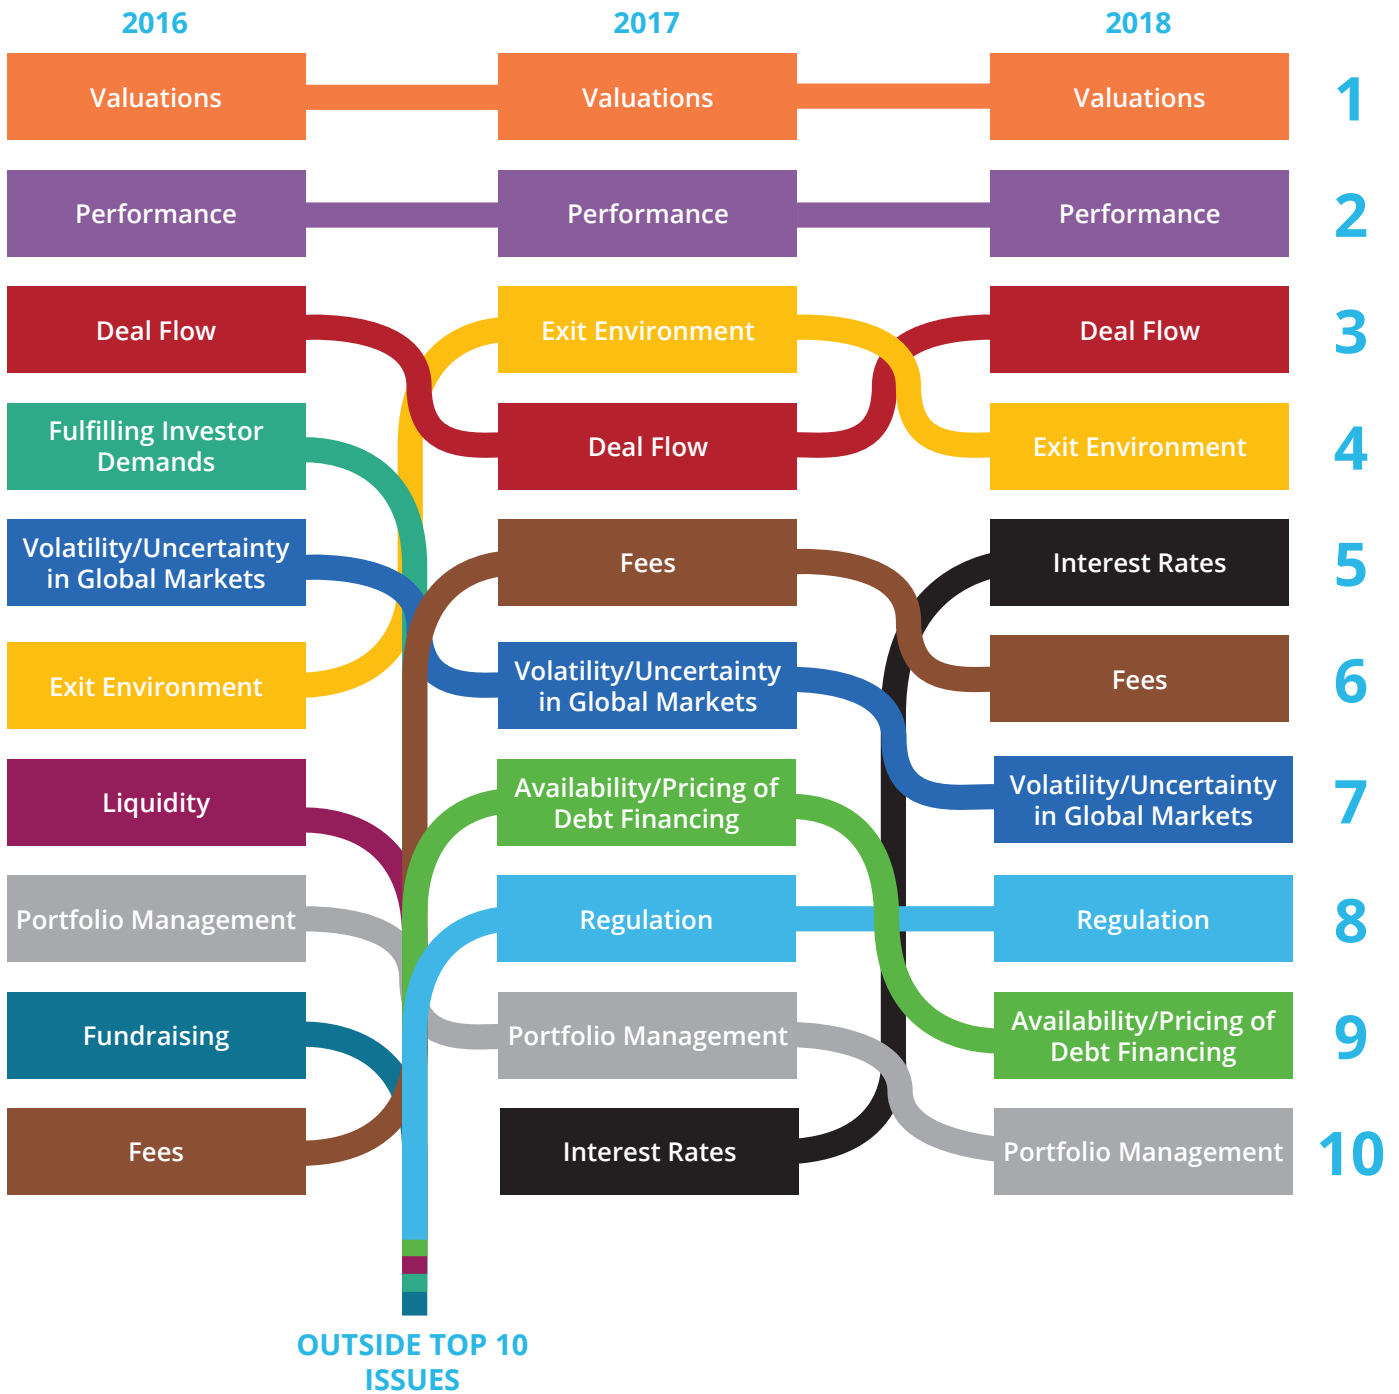 2016
2017
2018
Valuations
Valuations
Valuations
1
Performance
Performance
Performance
2
Deal Flow
Exit Environment
Deal Flow
3
Fulfilling Investor
Demands
Deal Flow
Exit Environment
4
Volatility/Uncertainty
in Global Markets
Fees
Interest Rates
5
Exit Environment
Volatility/Uncertainty
in Global Markets
Fees
6
Liquidity
Availability/Pricing of
Debt Financing
Volatility/Uncertainty
in Global Markets
7
Portfolio Management
Regulation
Regulation
8
Fundraising
Portfolio Management
Availability/Pricing of
Debt Financing
9
Fees
Interest Rates
Portfolio Management
10
OUTSIDE TOP 10
ISSUES